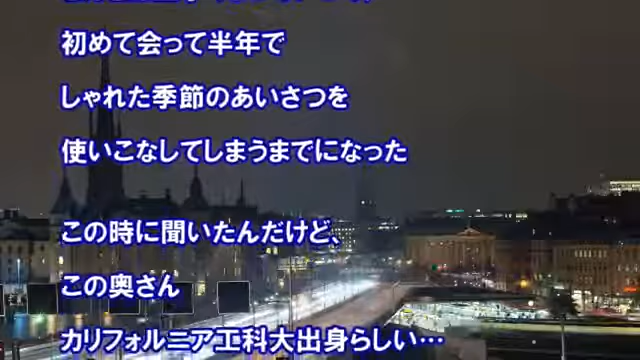 初めて会って半年で
しゃれた季節のあいさつを
使いこなしてしまうまでになった
この時に聞いたんだけど、
この奥さん
カリフォルニア工科大出身らしい…